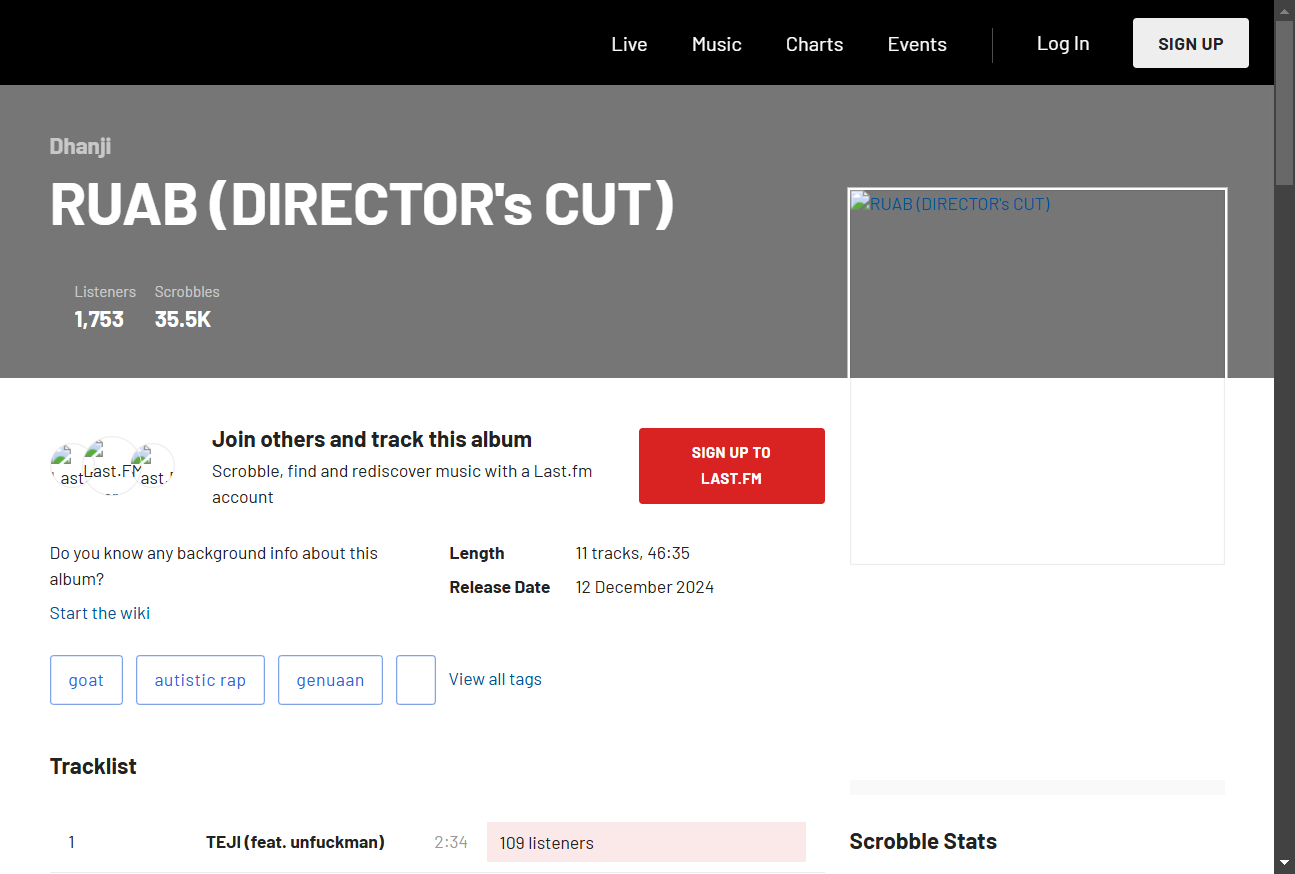 Live
Music
Charts
Events
Log In
SIGN UP
Dhanji
RUAB (DIRECTOR's CUT)
RUAB (DIRECTOR's CUT)
Listeners
Scrobbles
1,753
35.5K
Last.FM
Join others and track this album
Scrobble, find and rediscover music with a Last.fm
account
SIGN UP TO
LAST.FM
Do you know any background info about this
album?
Start the wiki
Length
11 tracks, 46:35
Release Date
12 December 2024
goat
autistic rap
genuaan
View all tags
Tracklist
1
TEJI (feat. unfuckman)
2:34
109 listeners
Scrobble Stats